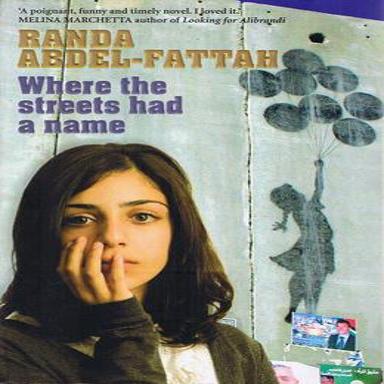 'A poignant, funny and timely novel. I loved it.'
MELINA MARCHETTA author of Looking for Alibrandi
RANDA
ABDEL-FATTAH
Where the
streets had
a name